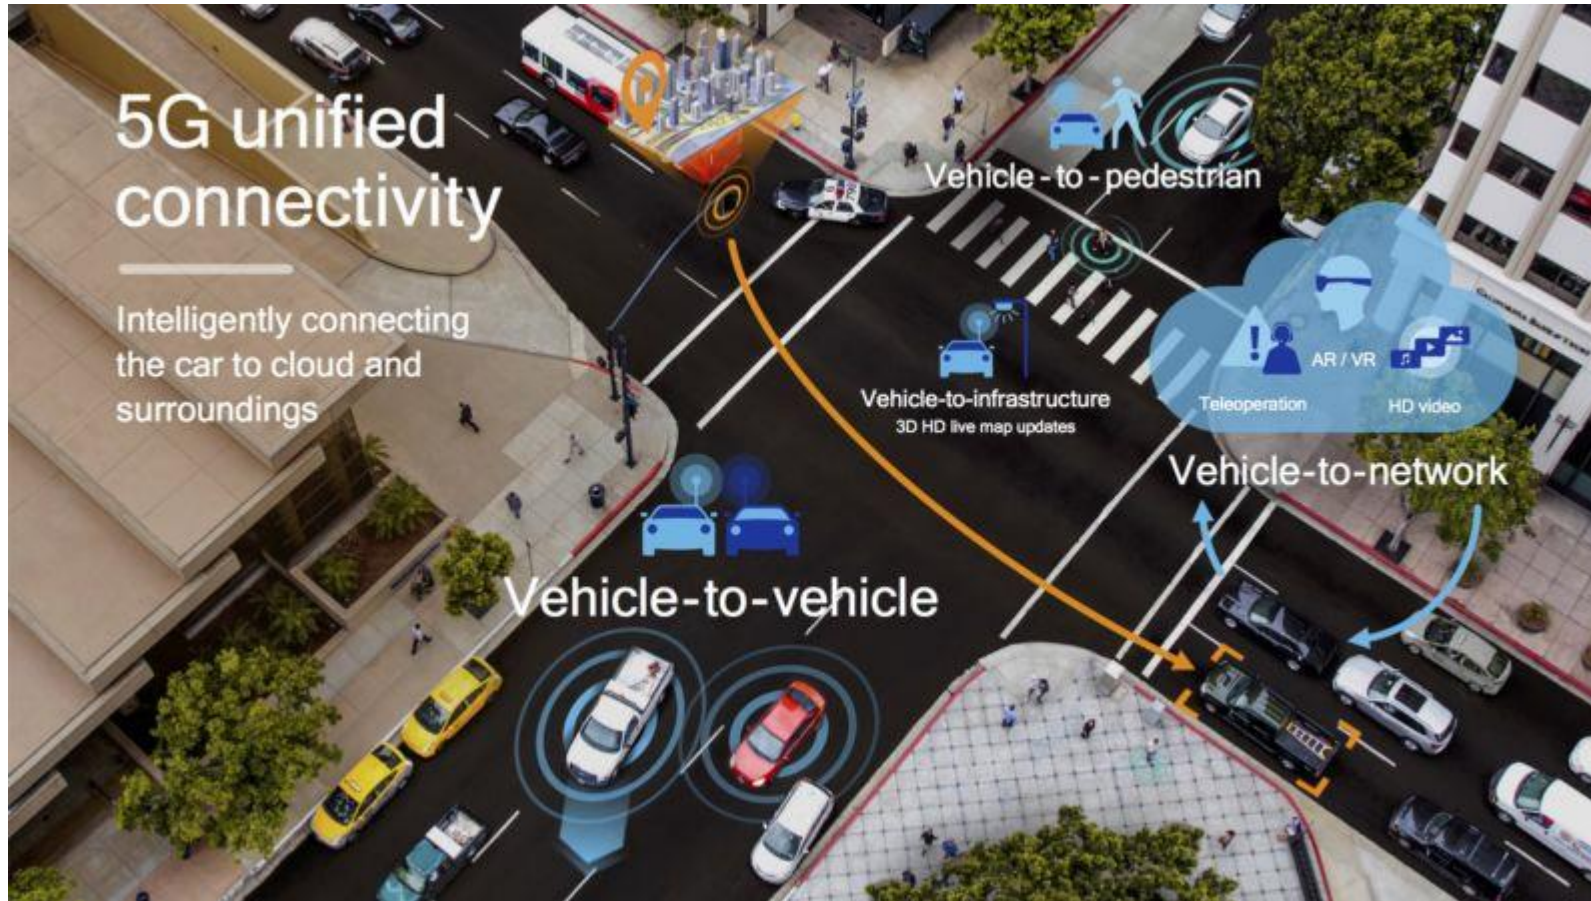 5G unified
connectivity
Intelligently connecting
the car to cloud and
surroundings
Vehicle-to-pedestrian
Vehicle-to-infrastructure
3D HD live map updates
AR / VR
Teleoperation
HD video
Vehicle-to-network
Vehicle-to-vehicle